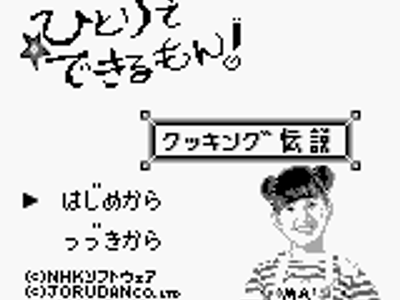 ひとりで
できるもん!
クッキング伝説
はじめから
つづきから
(C)NHKソフトウェア
(C)JORUDAN CO.,LTD
MAI